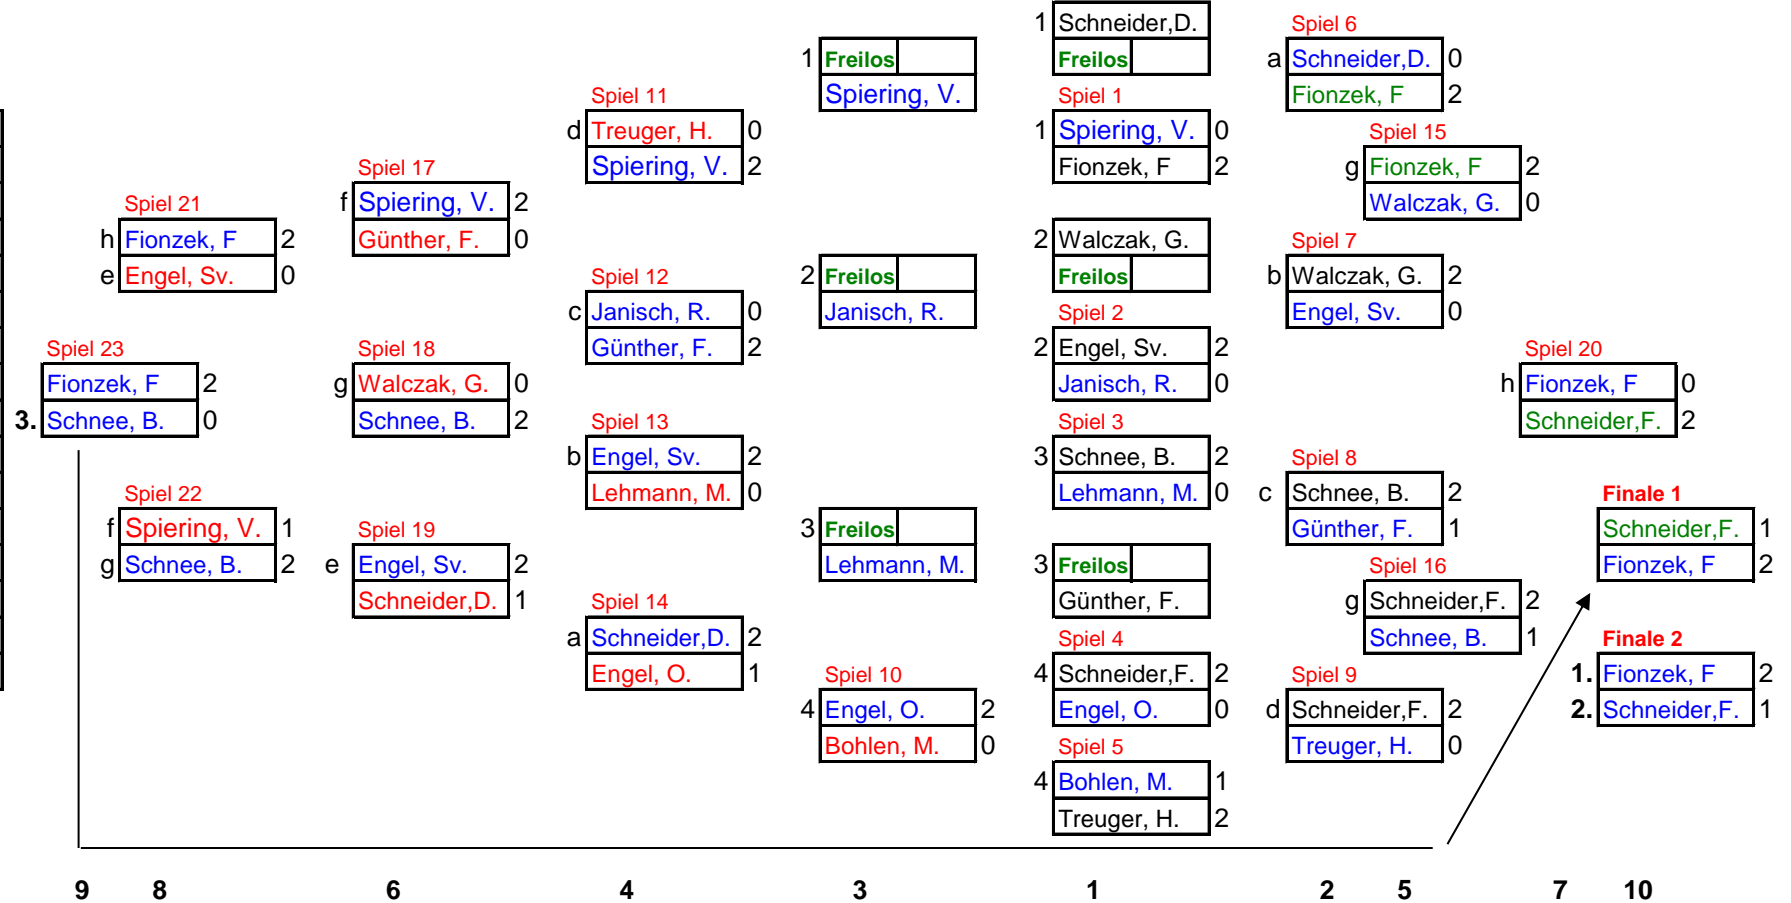 1 Schneider,D.
Freilos
Spiel 6
a Schneider,D. 0
Fionzek, F 2
1 Freilos
Spiering, V.
Spiel 11
d Treuger, H. 0
Spiering, V. 2
Spiel 1
1 Spiering, V. 0
Fionzek, F 2
Spiel 15
g Fionzek, F 2
Walczak, G. 0
Spiel 17
f Spiering, V. 2
Günther, F. 0
Spiel 21
h Fionzek, F 2
e Engel, Sv. 0
2 Walczak, G.
Freilos
Spiel 7
b Walczak, G. 2
Engel, Sv. 0
Spiel 12
c Janisch, R. 0
Günther, F. 2
2 Freilos
Janisch, R.
Spiel 2
2 Engel, Sv. 2
Janisch, R. 0
Spiel 23
Fionzek, F 2
3. Schnee, B. 0
Spiel 18
g Walczak, G. 0
Schnee, B. 2
Spiel 20
h Fionzek, F 0
Schneider,F. 2
Spiel 13
b Engel, Sv. 2
Lehmann, M. 0
Spiel 3
3 Schnee, B. 2
Lehmann, M. 0
Spiel 8
c Schnee, B. 2
Günther, F. 1
Spiel 22
f Spiering, V. 1
g Schnee, B. 2
Spiel 19
e Engel, Sv. 2
Schneider,D. 1
3 Freilos
Lehmann, M.
3 Freilos
Günther, F.
Finale 1
Schneider,F. 1
Fionzek, F 2
Spiel 16
g Schneider,F. 2
Schnee, B. 1
Spiel 14
a Schneider,D. 2
Engel, O. 1
Spiel 10
4 Engel, O. 2
Bohlen, M. 0
Spiel 4
4 Schneider,F. 2
Engel, O. 0
Spiel 9
d Schneider,F. 2
Treuger, H. 0
Finale 2
1. Fionzek, F 2
2. Schneider,F. 1
Spiel 5
4 Bohlen, M. 1
Treuger, H. 2
9 8 6 4 3 1 2 5 7 10